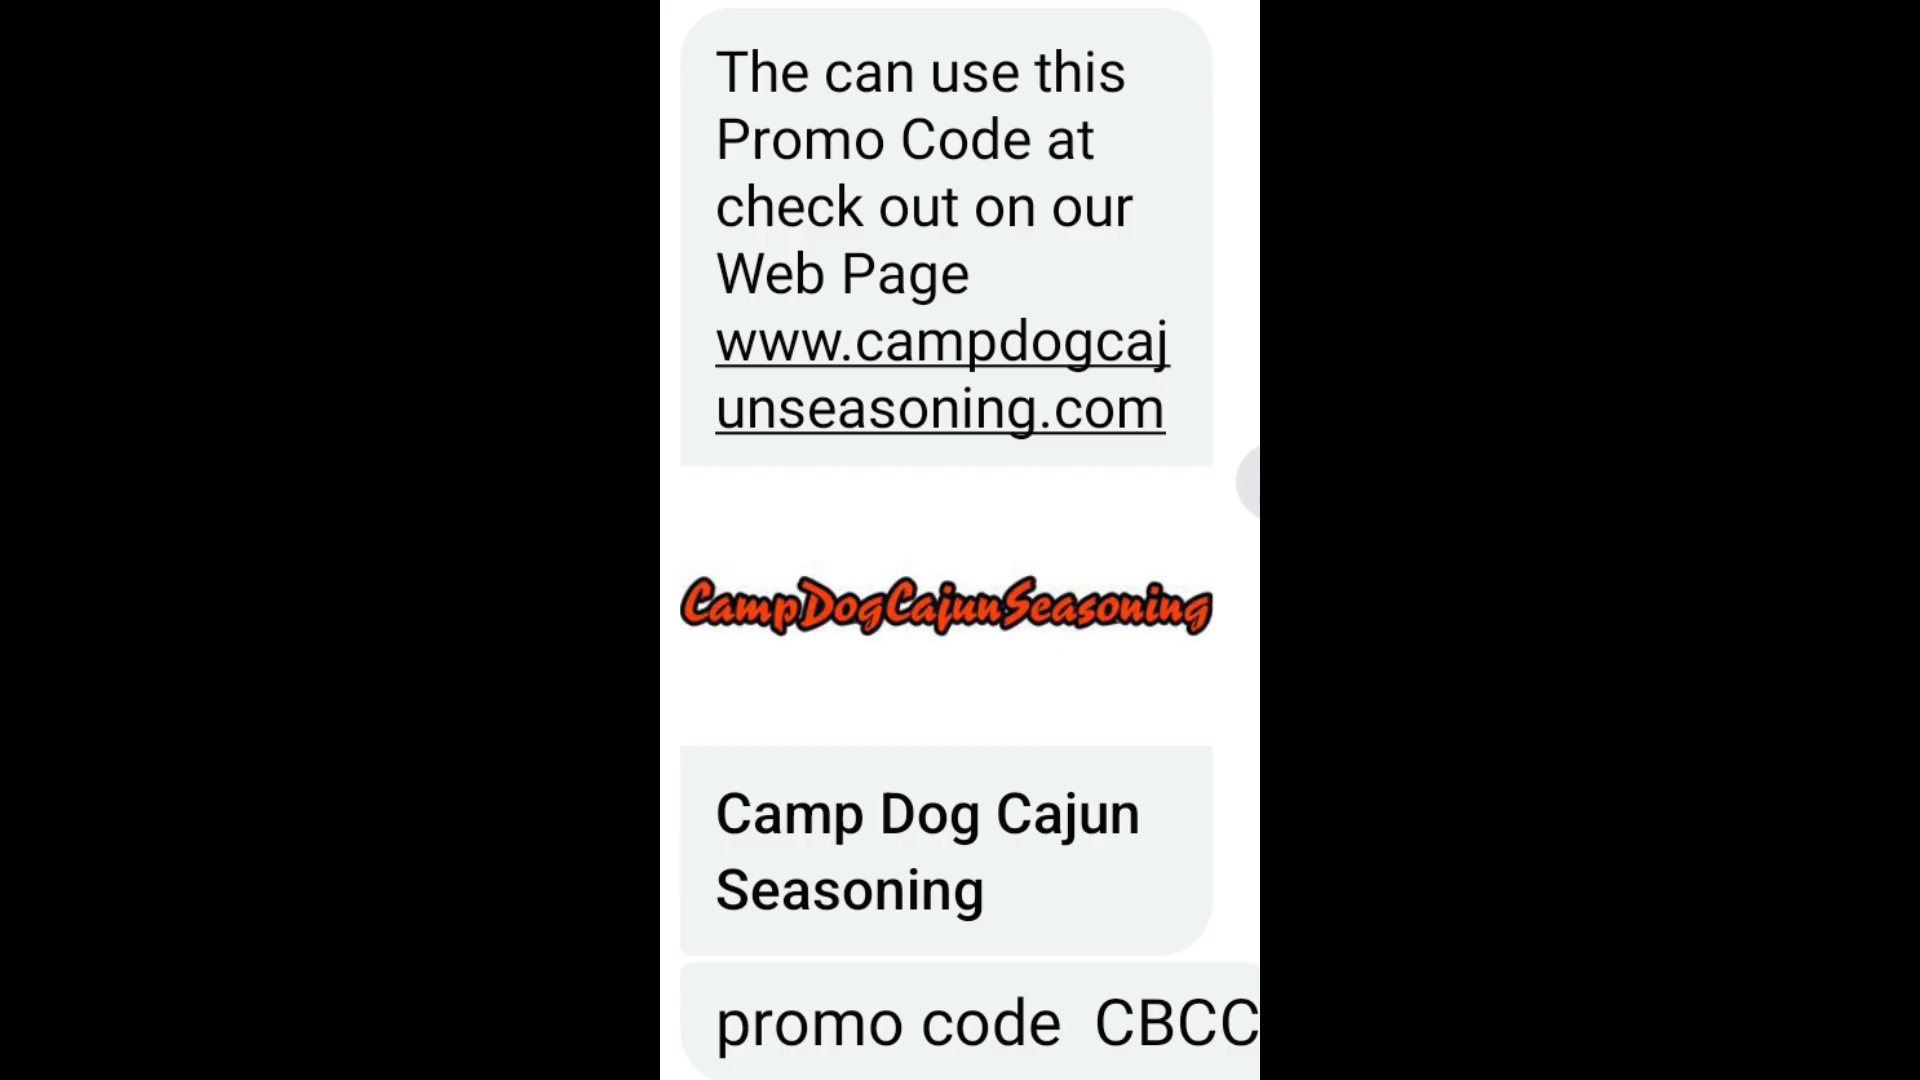 The can use this
Promo Code at
check out on our
Web Page
www.campdogcaj
unseasoning.com
CampDogCajunSeasoning
Camp Dog Cajun
Seasoning
promo code CBCC